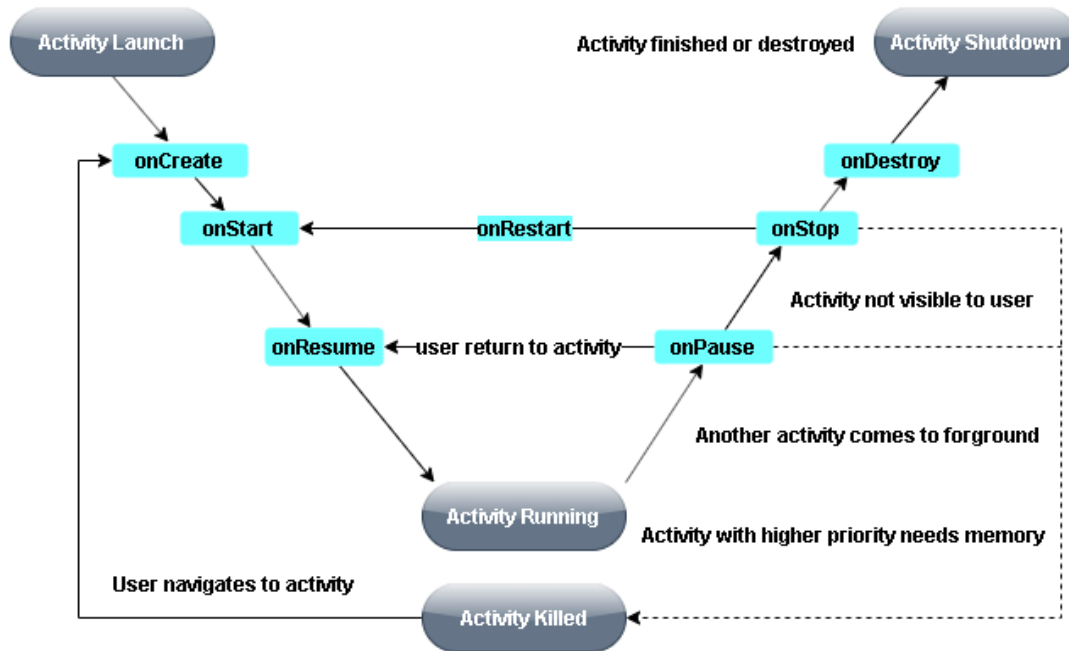 Activity Launch
Activity finished or destroyed
Activity Shutdown
onCreate
onDestroy
onStart
onRestart
onStop
Activity not visible to user
onResume
user return to activity
onPause
Another activity comes to forground
Activity Running
Activity with higher priority needs memory
User navigates to activity
Activity Killed